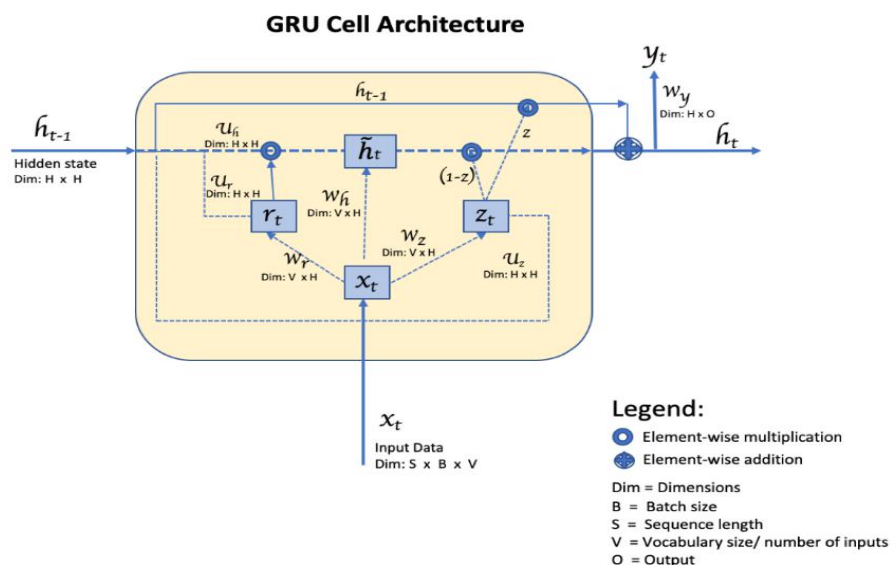 GRU Cell Architecture
y_t
w_y
Dim: H x O
h_{t-1}
h_{t-1}
Hidden state
Dim: H x H
u_h
Dim: H x H
z
h̃_t
h_t
u_r
Dim: H x H
(1-z)
w_h
Dim: V x H
r_t
z_t
w_z
Dim: V x H
u_z
Dim: H x H
w_r
Dim: V x H
x_t
x_t
Input Data
Dim: S x B x V
Legend:
Element-wise multiplication
Element-wise addition
Dim = Dimensions
B = Batch size
S = Sequence length
V = Vocabulary size/ number of inputs
O = Output